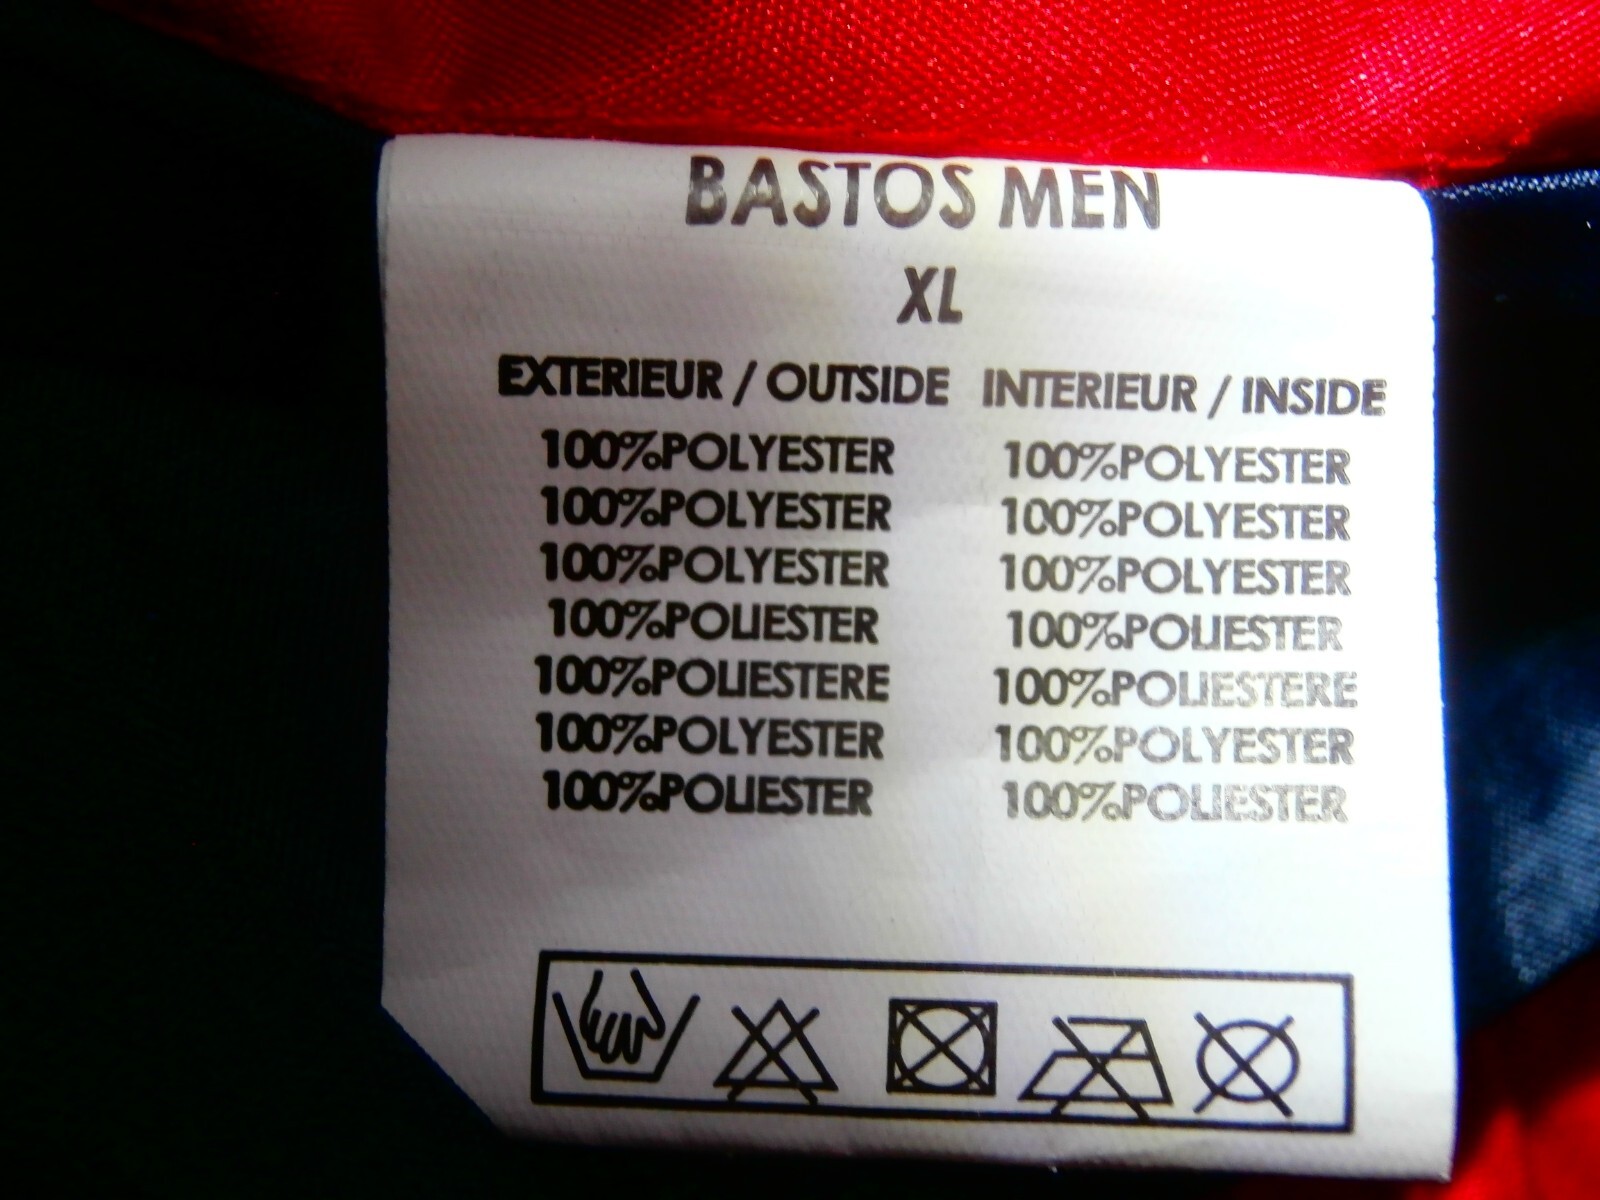 BASTOS MEN
XL
EXTERIEUR / OUTSIDE INTERIEUR / INSIDE
100%POLYESTER 100%POLYESTER
100%POLYESTER 100%POLYESTER
100%POLYESTER 100%POLYESTER
100%POLIESTER 100%POLIESTER
100%POLIESTERE 100%POLIESTERE
100%POLYESTER 100%POLYESTER
100%POLIESTER 100%POLIESTER